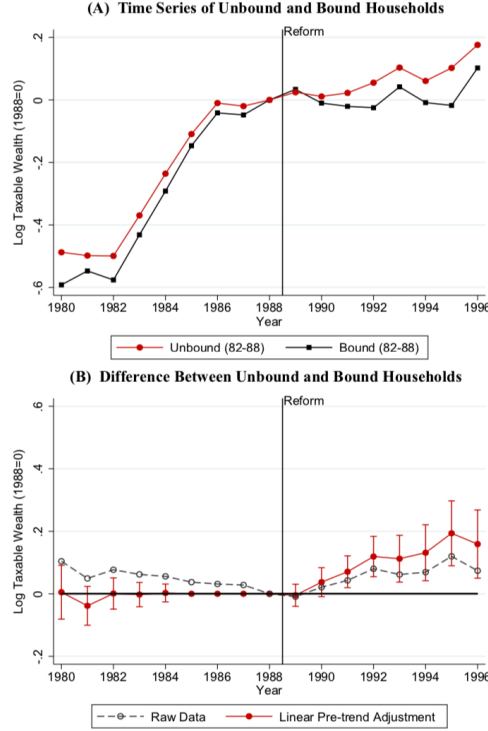 (A) Time Series of Unbound and Bound Households
Reform
Log Taxable Wealth (1988=0)
.2
0
-.2
-.4
-.6
1980 1982 1984 1986 1988 1990 1992 1994 1996
Year
Unbound (82-88) Bound (82-88)
(B) Difference Between Unbound and Bound Households
Reform
Log Taxable Wealth (1988=0)
.6
.4
.2
0
-.2
1980 1982 1984 1986 1988 1990 1992 1994 1996
Year
Raw Data Linear Pre-trend Adjustment